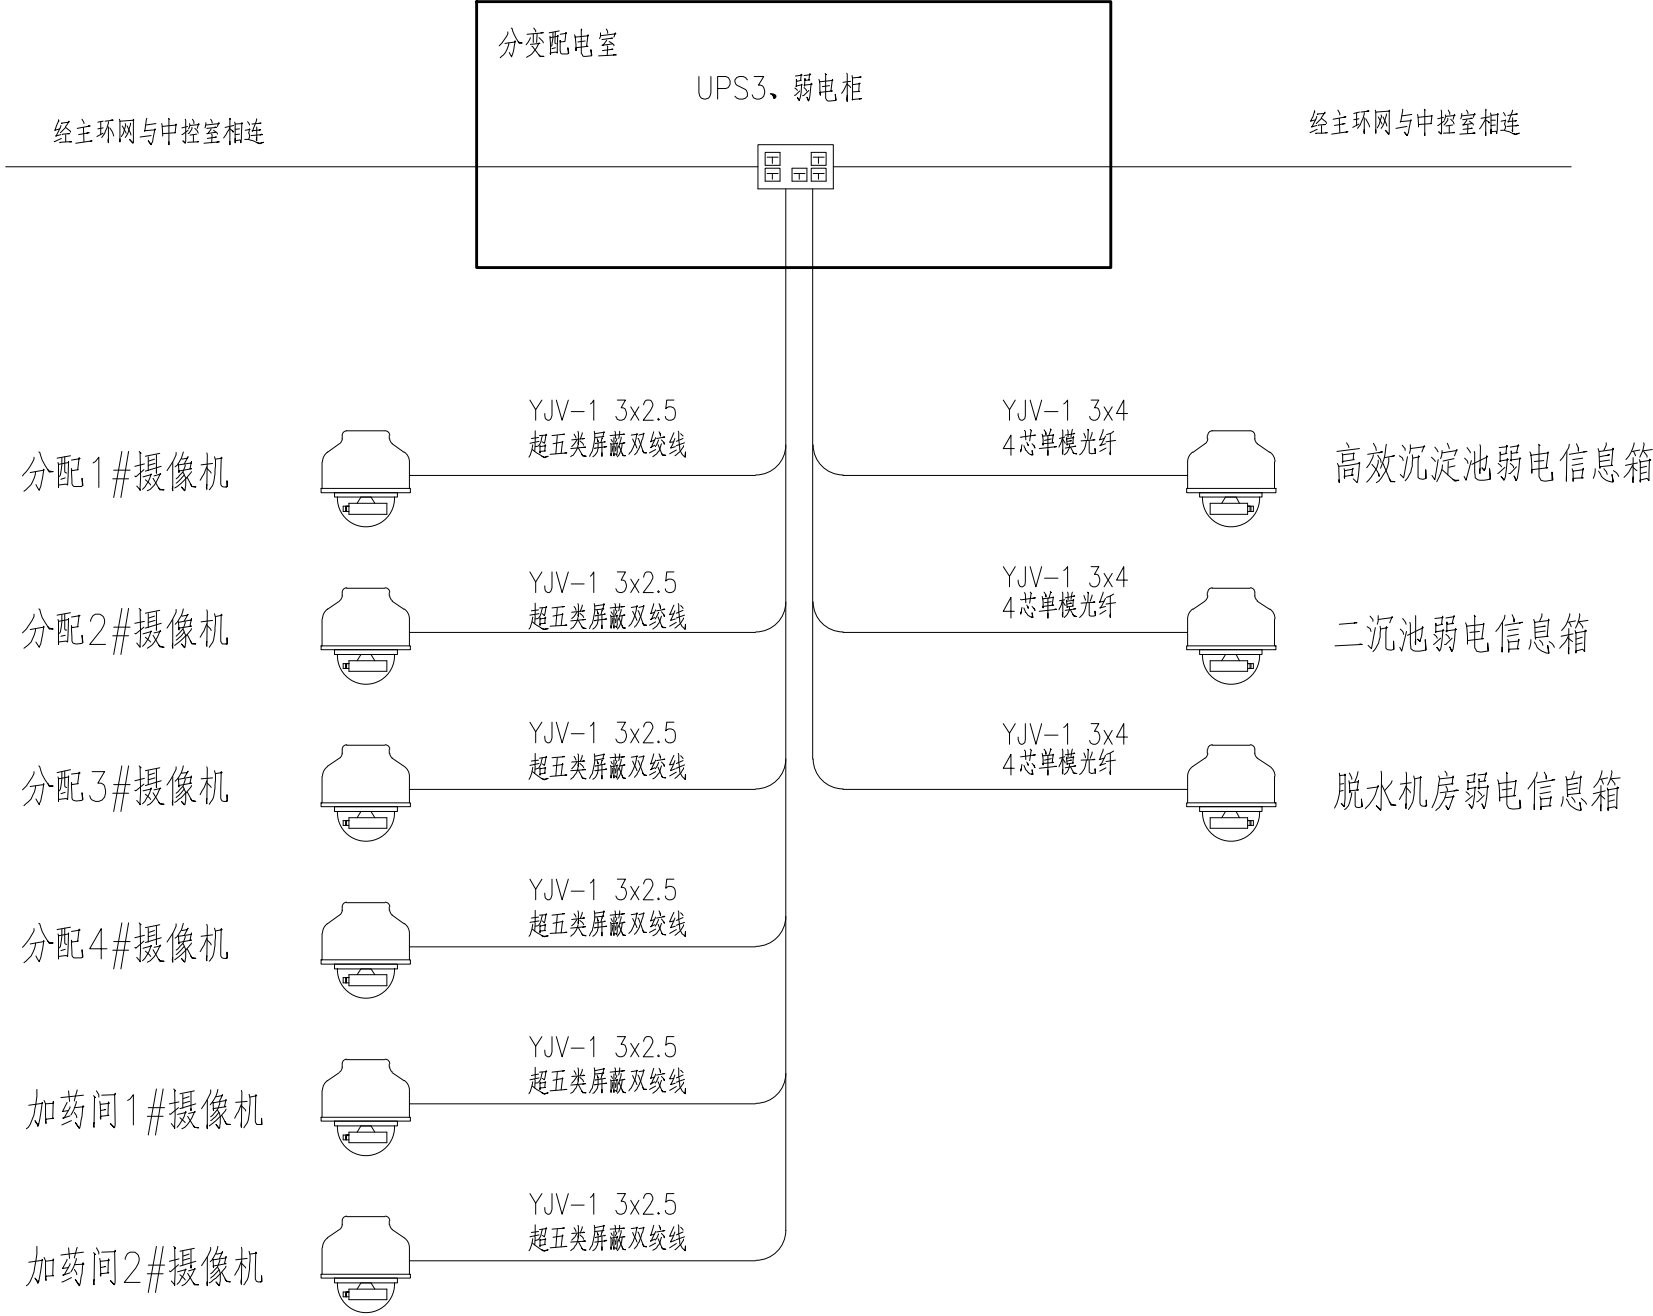 分变配电室
UPS3、弱电柜
经主环网与中控室相连
经主环网与中控室相连
YJV-1 3x2.5
超五类屏蔽双绞线
分配1#摄像机
YJV-1 3x4
4芯单模光纤
高效沉淀池弱电信息箱
YJV-1 3x2.5
超五类屏蔽双绞线
分配2#摄像机
YJV-1 3x4
4芯单模光纤
二沉池弱电信息箱
YJV-1 3x2.5
超五类屏蔽双绞线
分配3#摄像机
YJV-1 3x4
4芯单模光纤
脱水机房弱电信息箱
YJV-1 3x2.5
超五类屏蔽双绞线
分配4#摄像机
YJV-1 3x2.5
超五类屏蔽双绞线
加药间1#摄像机
YJV-1 3x2.5
超五类屏蔽双绞线
加药间2#摄像机